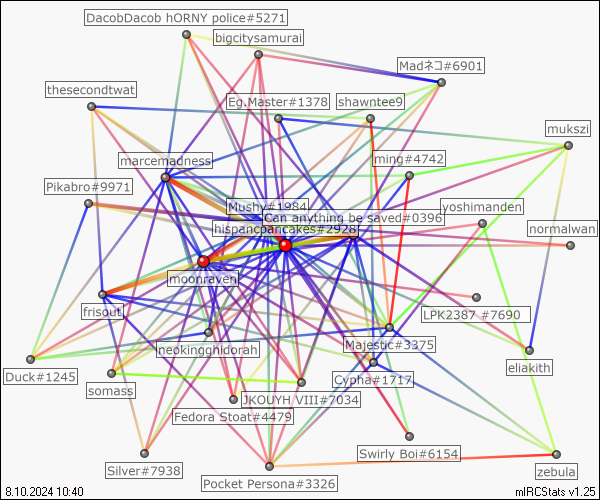 DacobDacob hORNY police#5271
bigcitysamurai
Madネコ#6901
thesecondtwat
Eg.Master#1378
shawntee9
mukszi
marcemadness
ming#4742
Pikabro#9971
Mushy#1984
yoshimanden
Can anything be saved#0396
hispancpancakes#2928
normalwan
moonraven
frisout
LPK2387 #7690
neokingghidorah
Majestic#3375
eliakith
Duck#1245
Cypha#1717
somass
JKOUYH VIII#7034
Fedora Stoat#4479
Swirly Boi#6154
Silver#7938
zebula
Pocket Persona#3326
8.10.2024 10:40
mIRCStats v1.25